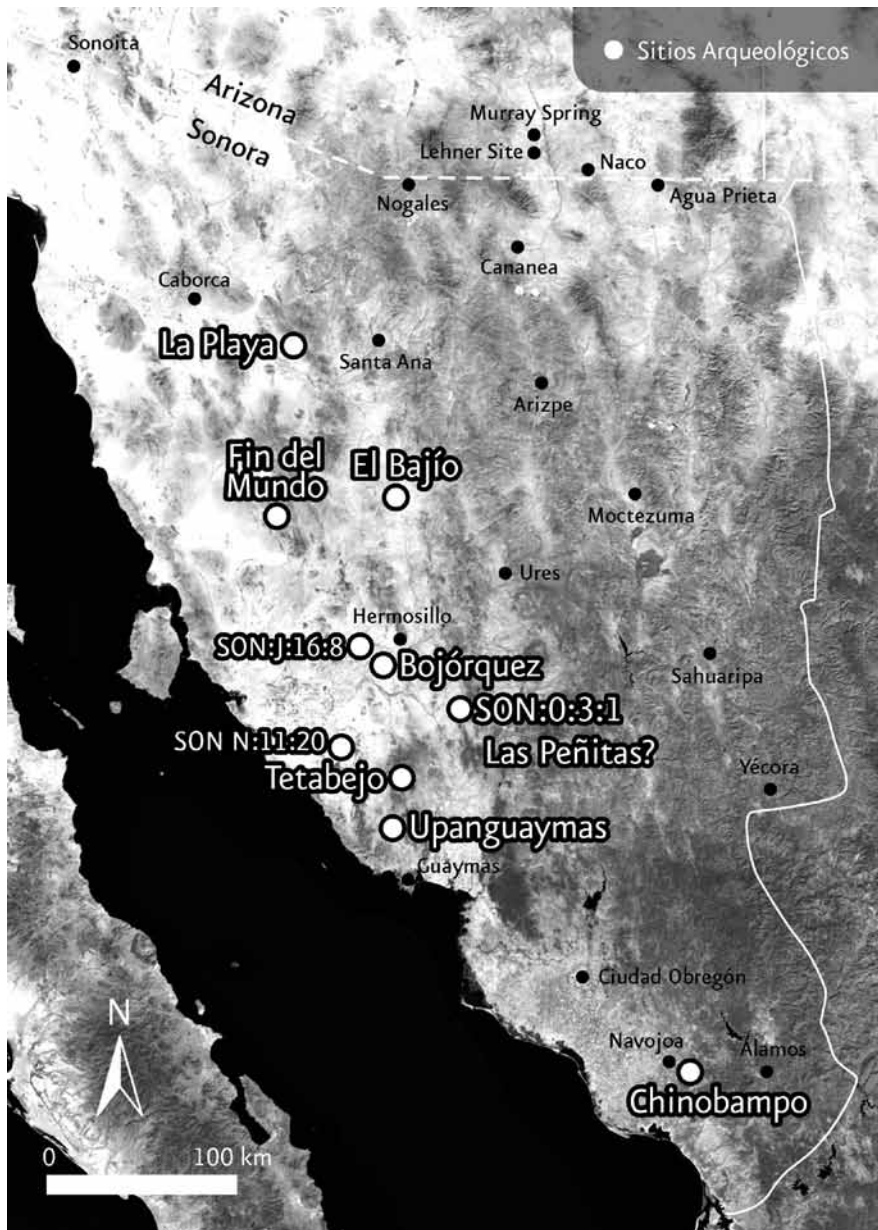 Sonoita
Sitios Arqueológicos
Arizona
Sonora
Murray Spring
Lehner Site
Naco
Nogales
Agua Prieta
Cananea
Caborca
La Playa
Santa Ana
Arizpe
Fin del
Mundo
El Bajío
Moctezuma
Ures
Hermosillo
SON:J:16:8
Bojórquez
Sahuaripa
SON:0:3:1
Las Peñitas?
SON N:11:20
Tetabejo
Yécora
Upanguaymas
Guaymas
Ciudad Obregón
N
Navojoa
Álamos
Chinobampo
0 100 km